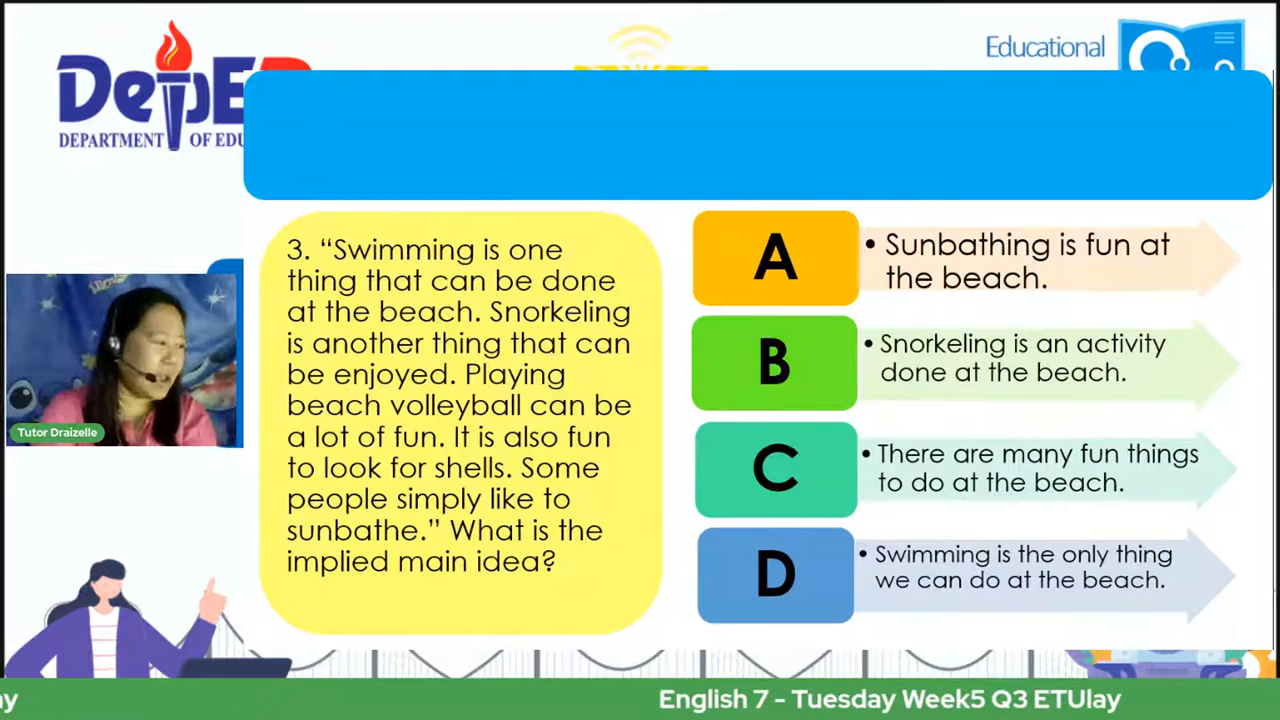 DepED
DEPARTMENT OF EDU
Educational
3. “Swimming is one
thing that can be done
at the beach. Snorkeling
is another thing that can
be enjoyed. Playing
beach volleyball can be
a lot of fun. It is also fun
to look for shells. Some
people simply like to
sunbathe.” What is the
implied main idea?
A
• Sunbathing is fun at
the beach.
B
• Snorkeling is an activity
done at the beach.
C
• There are many fun things
to do at the beach.
D
• Swimming is the only thing
we can do at the beach.
Tutor Draizelle
ay
English 7 - Tuesday Week5 Q3 ETUlay